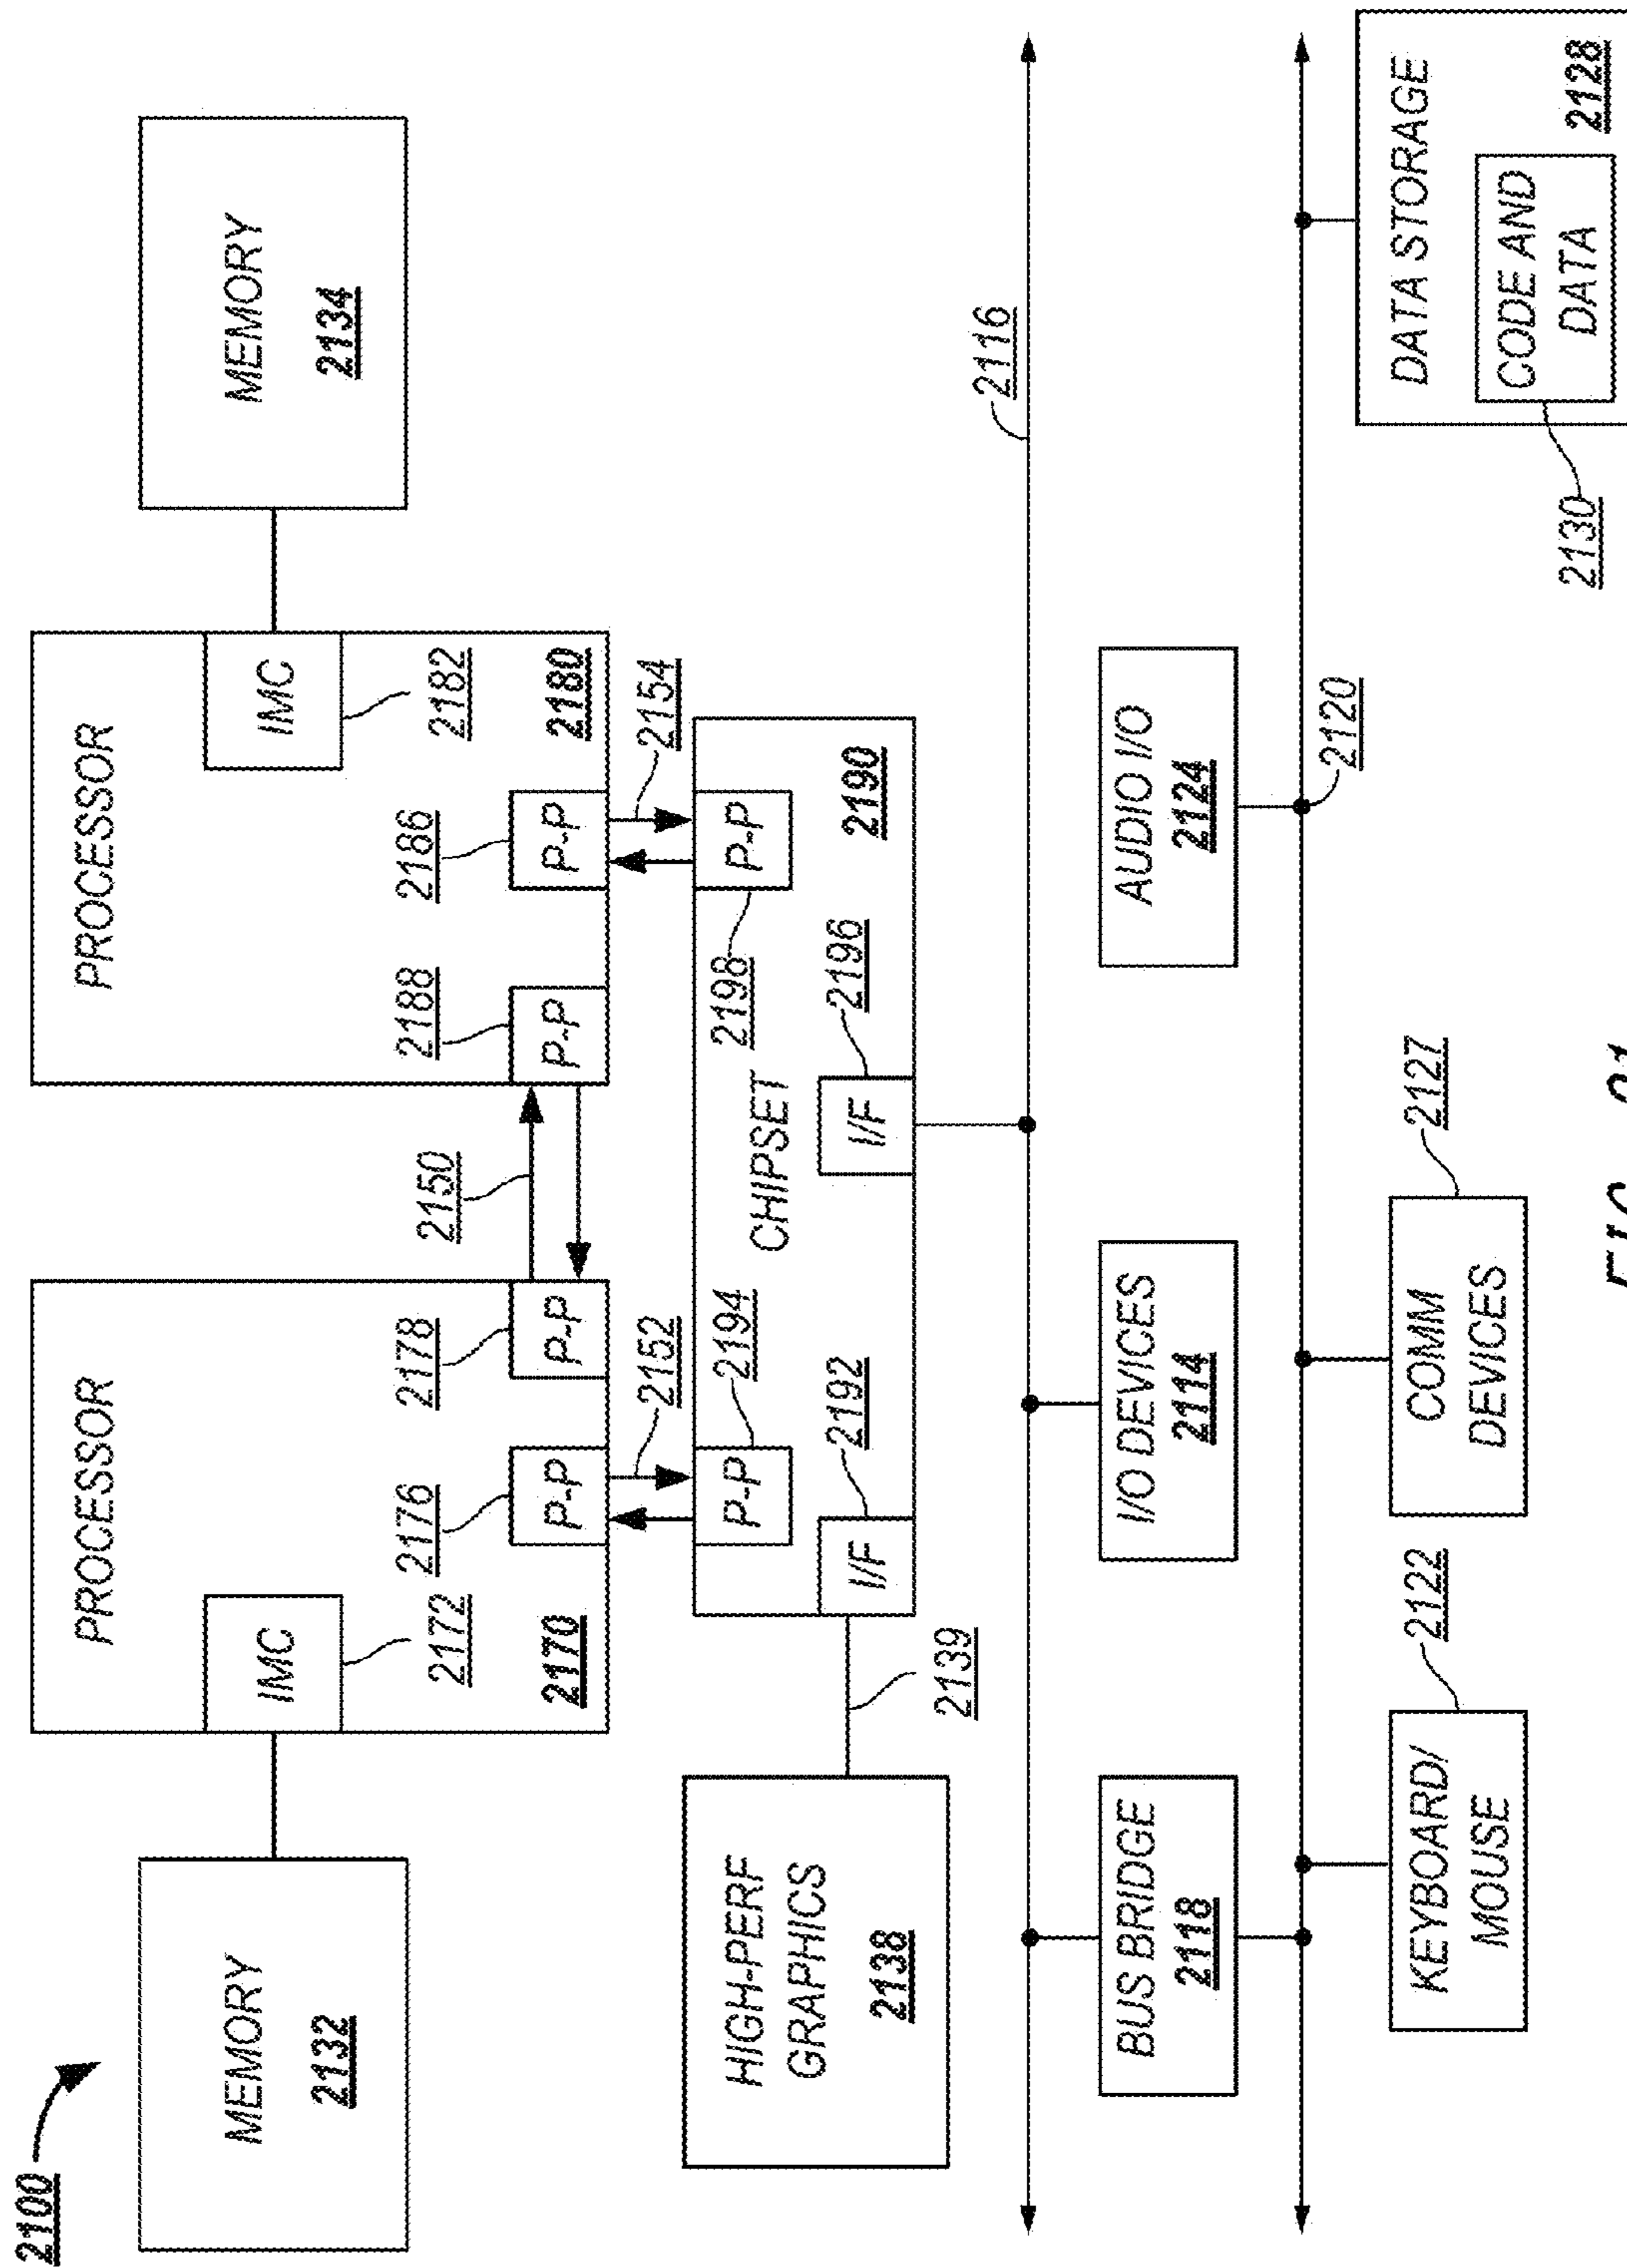 2100
PROCESSOR
PROCESSOR
MEMORY
2132
IMC
2172
2170
2176
P-P
2178
P-P
2150
2188
P-P
2186
P-P
IMC
2182
2180
MEMORY
2134
2152
2154
HIGH-PERF
GRAPHICS
2138
2139
P-P
2194
I/F
2192
CHIPSET
P-P
2198
2190
I/F
2196
2116
BUS BRIDGE
2118
I/O DEVICES
2114
AUDIO I/O
2124
2120
KEYBOARD/
MOUSE
2122
COMM
DEVICES
2127
DATA STORAGE
CODE AND
DATA
2128
2130